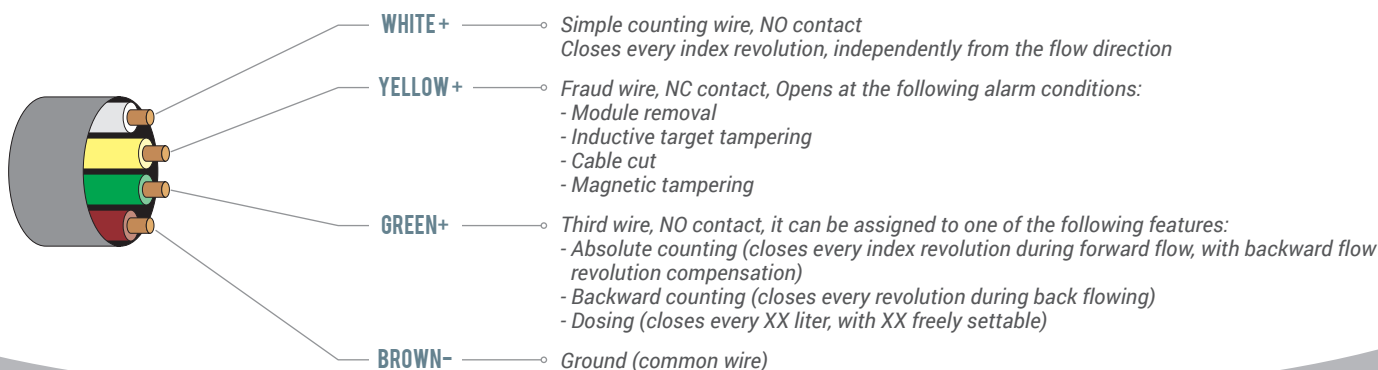 WHITE+
Simple counting wire, NO contact
Closes every index revolution, independently from the flow direction
YELLOW+
Fraud wire, NC contact, Opens at the following alarm conditions:
- Module removal
- Inductive target tampering
- Cable cut
- Magnetic tampering
GREEN+
Third wire, NO contact, it can be assigned to one of the following features:
- Absolute counting (closes every index revolution during forward flow, with backward flow
revolution compensation)
- Backward counting (closes every revolution during back flowing)
- Dosing (closes every XX liter, with XX freely settable)
BROWN-
Ground (common wire)